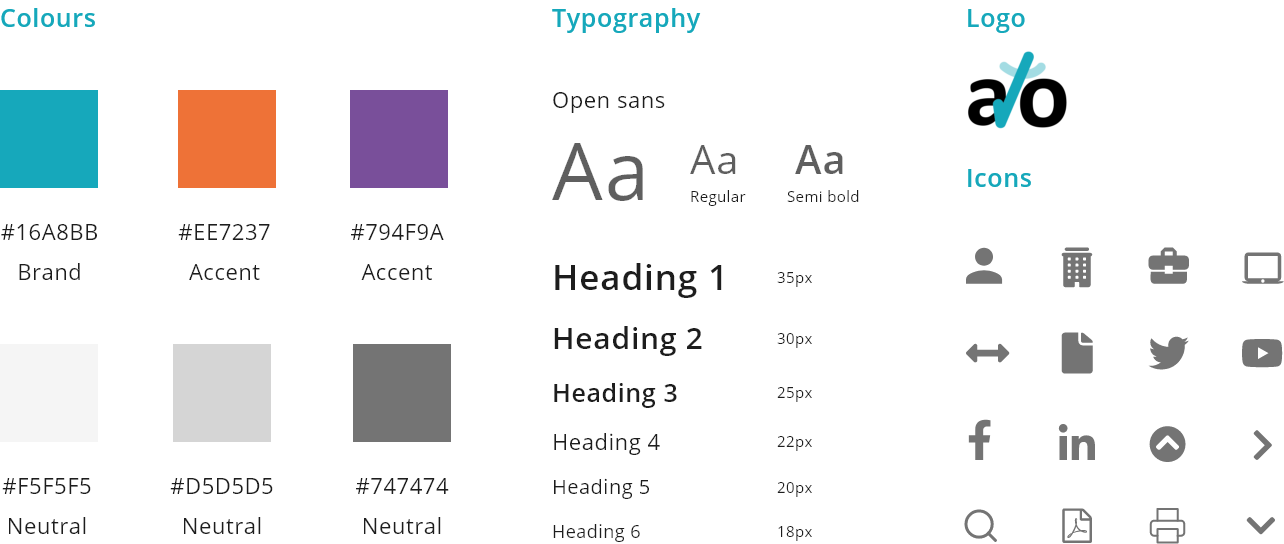 Colours
#16A8BB
#EE7237
#794F9A
Brand
Accent
Accent
#F5F5F5
#D5D5D5
#747474
Neutral
Neutral
Neutral
Typography
Open sans
Aa
Aa
Aa
Regular
Semi bold
Heading 1 35px
Heading 2 30px
Heading 3 25px
Heading 4 22px
Heading 5 20px
Heading 6 18px
Logo
a/o
Icons
f
in